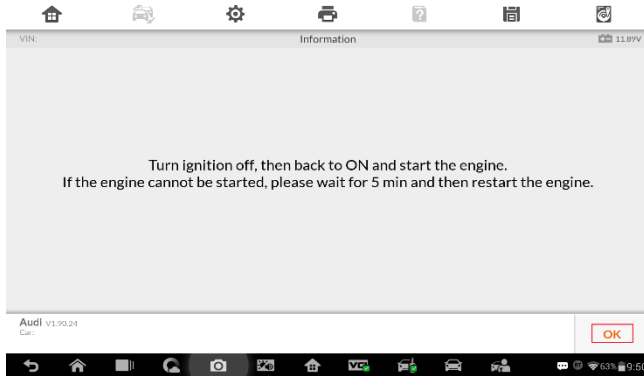 VIN: Information 11.89V
Turn ignition off, then back to ON and start the engine.
If the engine cannot be started, please wait for 5 min and then restart the engine.
Audi V1.90.24
Car:
OK
63%